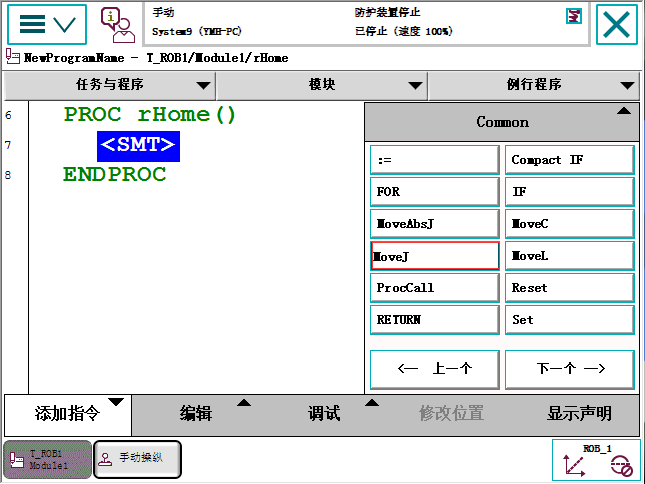 手动
防护装置停止
System9 (YMH-PC)
已停止 (速度 100%)
NewProgramName - T_ROB1/Module1/rHome
任务与程序
模块
例行程序
6 PROC rHome()
7 <SMT>
8 ENDPROC
Common
:= Compact IF
FOR IF
MoveAbsJ MoveC
MoveJ MoveL
ProcCall Reset
RETURN Set
<— 上一个 下一个 —>
添加指令 编辑 调试 修改位置 显示声明
T_ROB1
Module1
手动操纵
ROB_1